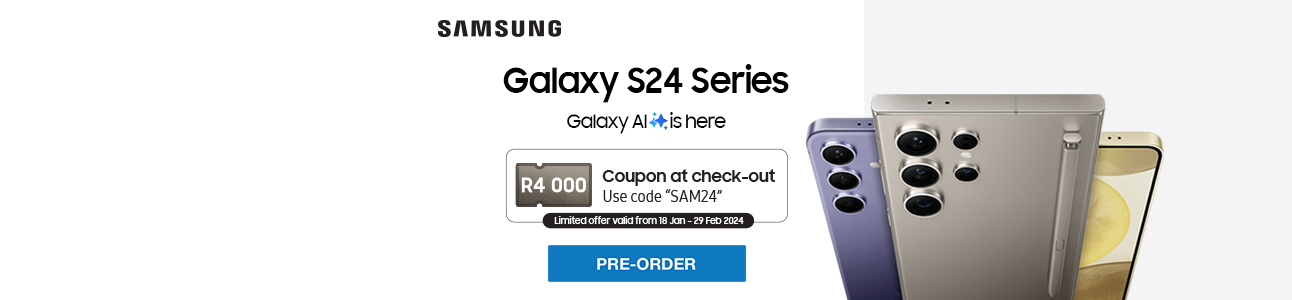 SAMSUNG
Galaxy S24 Series
Galaxy AI is here
R4 000
Coupon at check-out
Use code “SAM24”
Limited offer valid from 18 Jan – 29 Feb 2024
PRE-ORDER